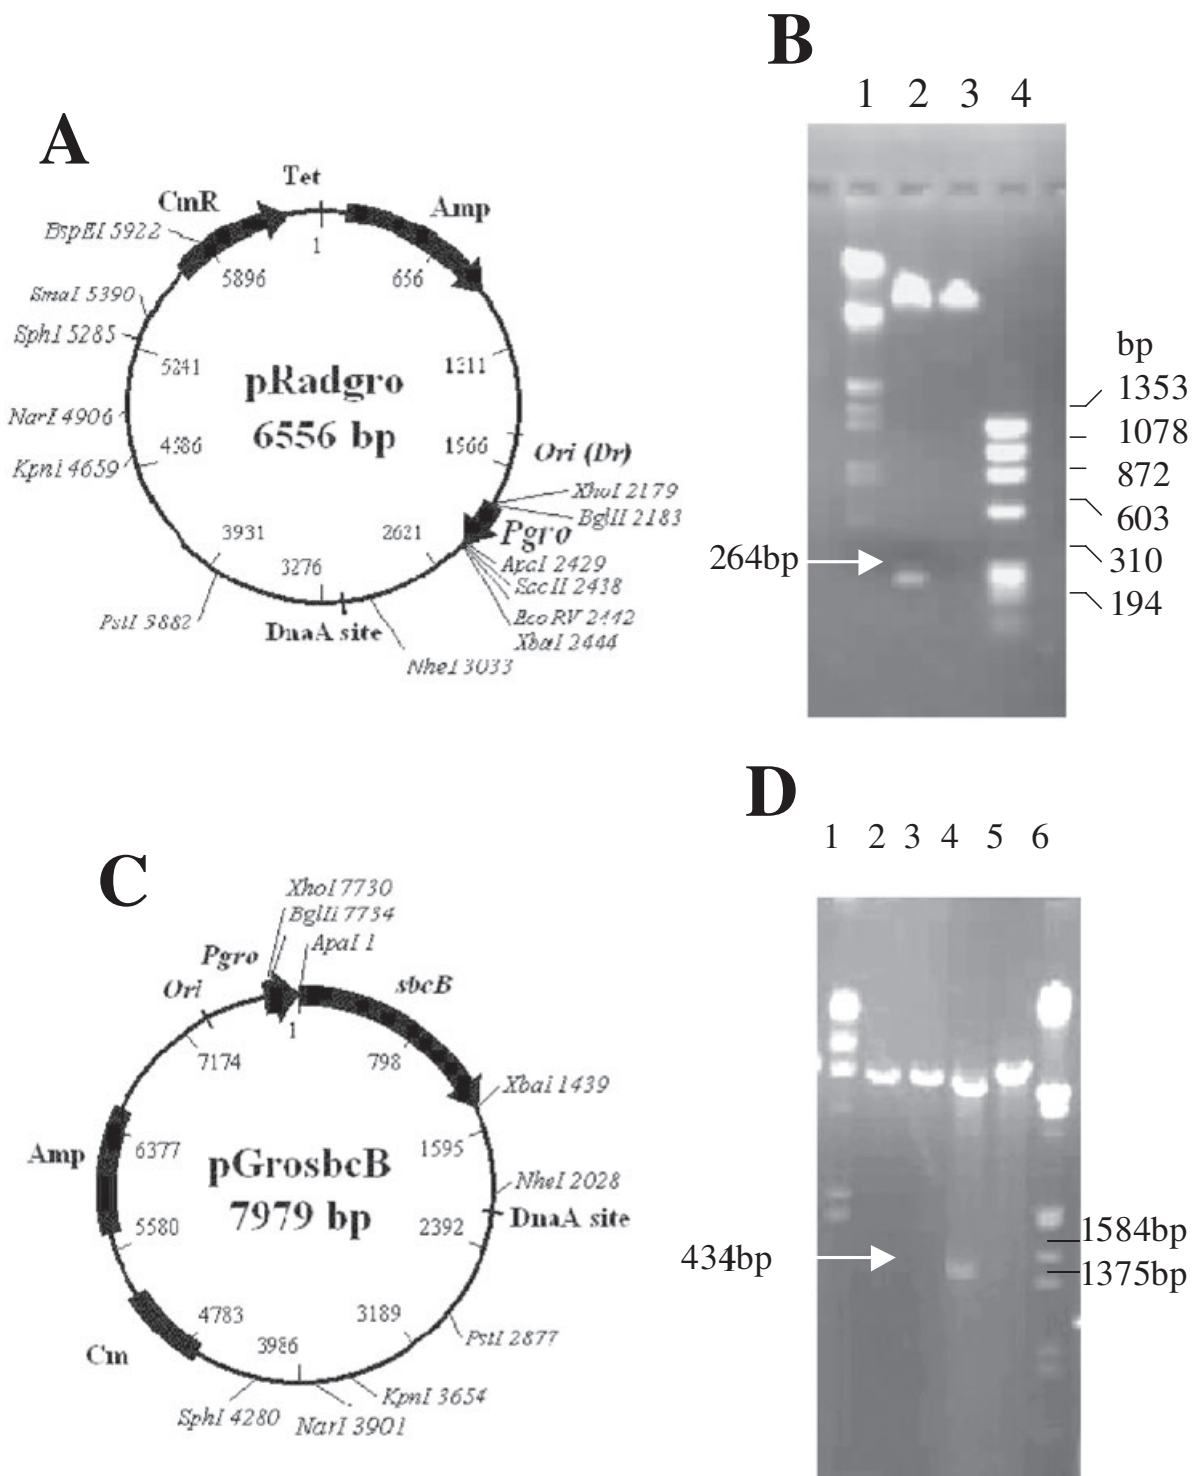 A
Tet
CmR
Amp
BspEI 5922
1
5896
656
SmaI 5390
SphI 5285
5241
1311
pRadgro
6556 bp
NarI 4906
4586
KpnI 4659
1966
Ori (Dr)
XhoI 2179
BglII 2183
Pgro
3931
2621
3276
ApaI 2429
SacII 2438
EcoRV 2442
XbaI 2444
PstI 3882
DnaA site
NheI 3033
B
1 2 3 4
bp
1353
1078
872
603
310
194
264bp
C
XhoI 7730
BglIi 7734
ApaI 1
Pgro
Ori
sbcB
1
7174
798
Xbai 1439
Amp
6377
1595
pGrosbcB
7979 bp
NheI 2028
DnaA site
5580
2392
4783
3189
3986
Cm
PstI 2877
KpnI 3654
SphI 4280
NarI 3901
D
1 2 3 4 5 6
1584bp
1375bp